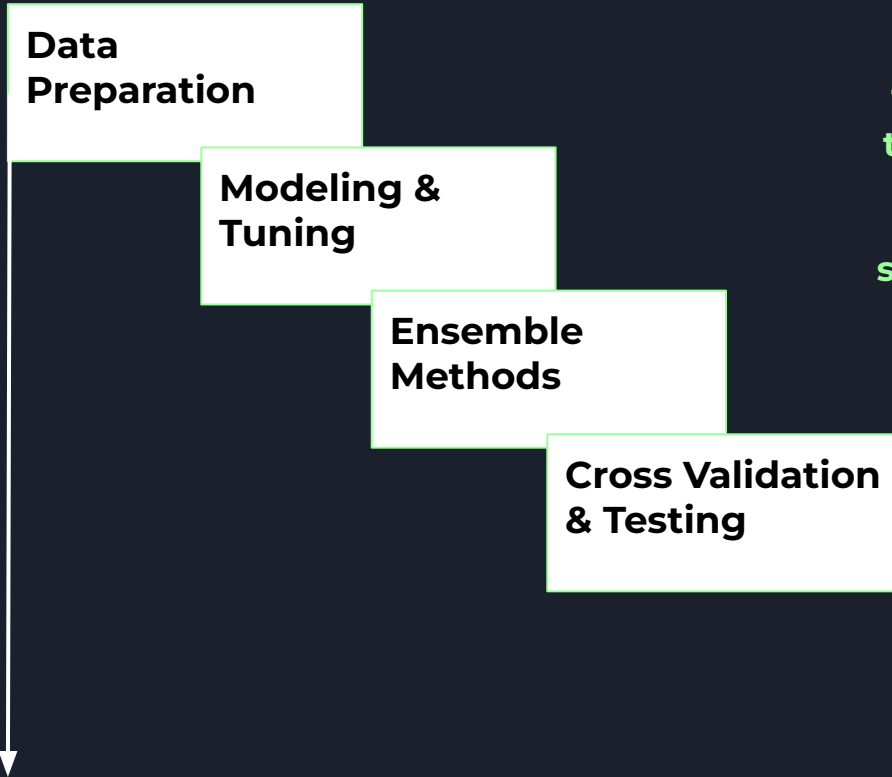 Data
Preparation
Modeling &
Tuning
Ensemble
Methods
Cross Validation
& Testing